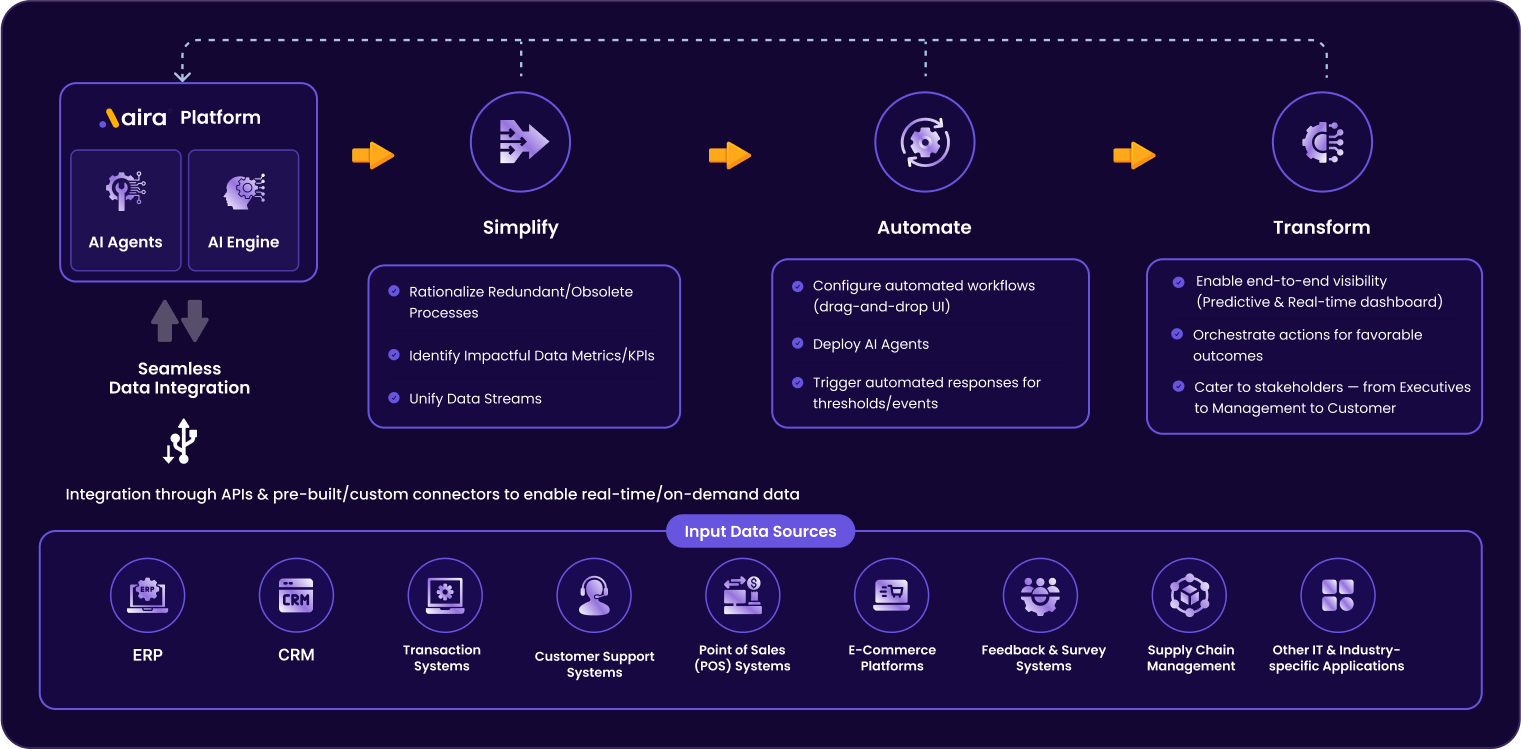 aira Platform
AI Agents
AI Engine
Seamless
Data Integration
Simplify
Rationalize Redundant/Obsolete
Processes
Identify Impactful Data Metrics/KPIs
Unify Data Streams
Automate
Configure automated workflows
(drag-and-drop UI)
Deploy AI Agents
Trigger automated responses for
thresholds/events
Transform
Enable end-to-end visibility
(Predictive & Real-time dashboard)
Orchestrate actions for favorable
outcomes
Cater to stakeholders — from Executives
to Management to Customer
Integration through APIs & pre-built/custom connectors to enable real-time/on-demand data
Input Data Sources
ERP
ERP
CRM
CRM
Transaction
Systems
Customer Support
Systems
$
Point of Sales
(POS) Systems
E-Commerce
Platforms
Feedback & Survey
Systems
Supply Chain
Management
Other IT & Industry-
specific Applications